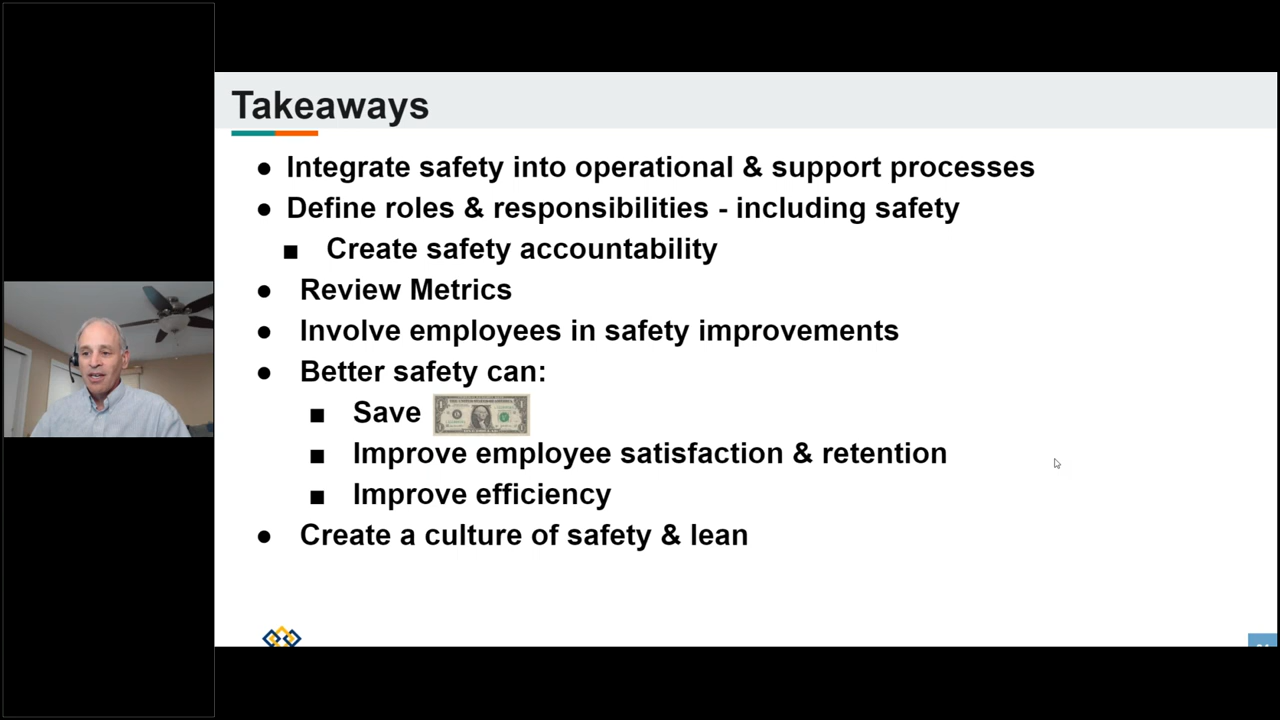 Takeaways
● Integrate safety into operational & support processes
● Define roles & responsibilities - including safety
■ Create safety accountability
● Review Metrics
● Involve employees in safety improvements
● Better safety can:
■ Save
■ Improve employee satisfaction & retention
■ Improve efficiency
● Create a culture of safety & lean